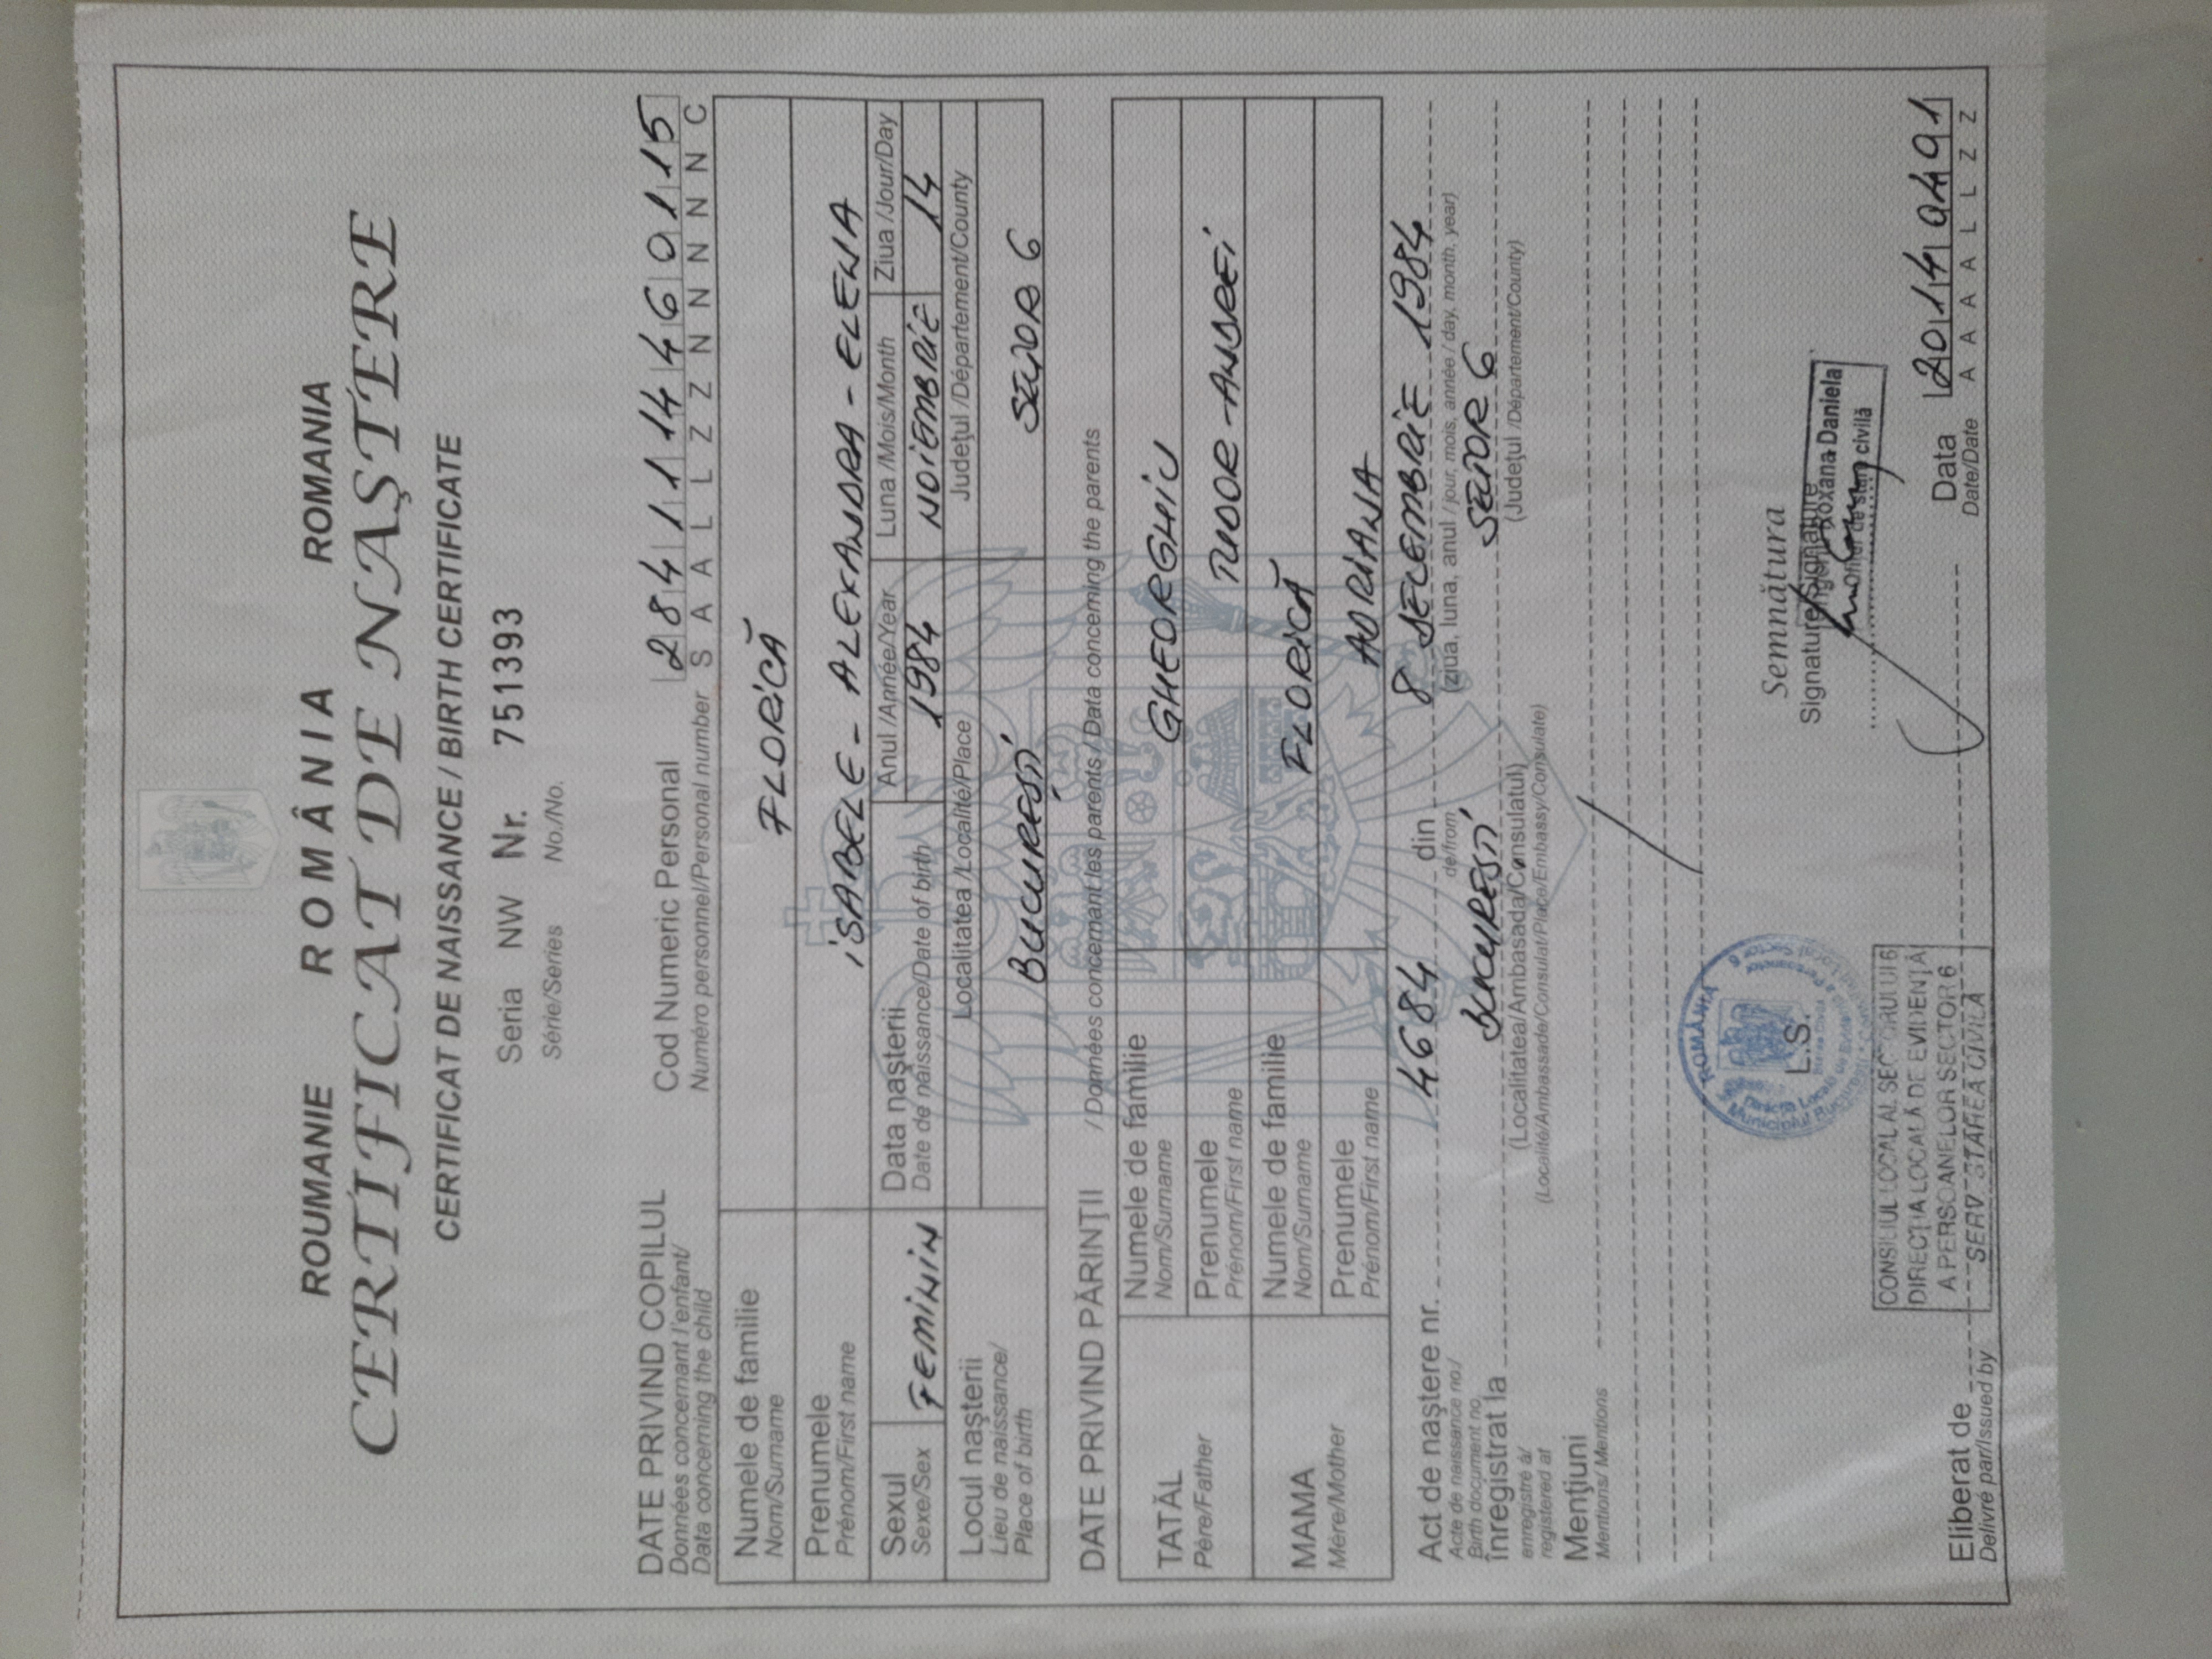 ROUMANIE ROMÂNIA ROMANIA
CERTIFICAT DE NAŞTERE
CERTIFICAT DE NAISSANCE / BIRTH CERTIFICATE
Seria NW Nr. 751393
Série/Series No./No.
DATE PRIVIND COPILUL
Données concernant l'enfant/
Data concernant the child
Cod Numeric Personal 2841114460115
Numéro personnel/Personal number S A A L L Z Z N N N N N C
Numele de familie FLORICĂ
Nom/Surname
Prenumele ISABELE - ALEXANDRA - ELENA
Prénom/First name
Sexul FEMININ
Sexe/Sex
Data naşterii
Date de naissance/Date of birth
Anul /Année/Year Luna /Mois/Month Ziua /Jour/Day
1984 NOIEMBRIE 14
Locul naşterii
Lieu de naissance/
Place of birth
Localitatea /Localité/Place Judeţul /Département/County
BUCUREȘTI SECTOR 6
DATE PRIVIND PĂRINŢII / Données concernant les parents / Data concerning the parents
TATĂL
Père/Father
Numele de familie GHEORGHIU
Nom/Surname
Prenumele TUDOR - ANDREI
Prénom/First name
MAMA
Mère/Mother
Numele de familie FLORICĂ
Nom/Surname
Prenumele ADRIANA
Prénom/First name
Act de naştere nr. 4684 din 8 DECEMBRIE 1984
Acte de naissance no./ de/from (ziua, luna, anul / jour, mois, année / day, month, year)
Birth document no.
înregistrat la BUCUREȘTI SECTOR 6
enregistré à/ (Localitatea/Ambasada/Consulatul) (Judeţul /Département/County)
registered at (Localité/Ambassade/Consulat/Place/Embassy/Consulate)
Menţiuni
Mentions/ Mentions
ROMÂNIA
L.S.
Semnătura
Signature/Signature
Roxana Daniela
Ofiţer de stare civilă
CONSILIUL LOCAL AL SECTORULUI 6
DIRECŢIA LOCALĂ DE EVIDENŢĂ
A PERSOANELOR SECTOR 6
SERV. STAREA CIVILĂ
Eliberat de
Délivré par/Issued by
Data 20140401
Date/Date A A A A L L Z Z